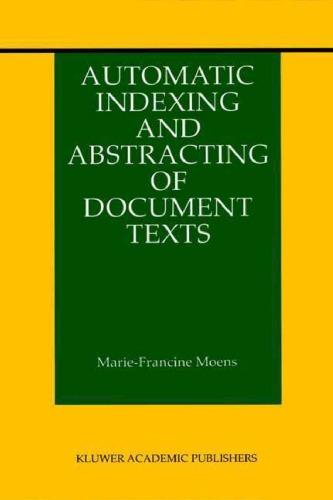 AUTOMATIC
INDEXING
AND
ABSTRACTING
OF
DOCUMENT
TEXTS
Marie-Francine Moens
KLUWER ACADEMIC PUBLISHERS